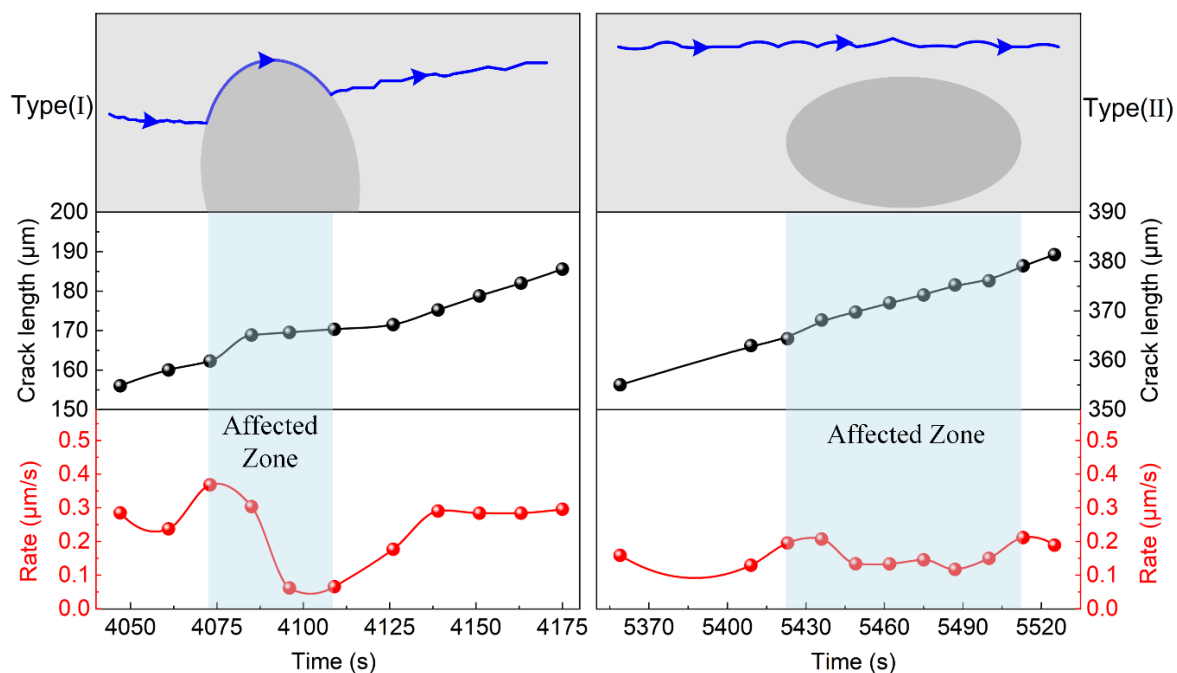 Type(I)
Type(II)
200
190
180
170
160
150
Crack length (μm)
390
380
370
360
350
Crack length (μm)
Affected
Zone
Affected Zone
0.5
0.4
0.3
0.2
0.1
0.0
Rate (μm/s)
0.5
0.4
0.3
0.2
0.1
0.0
Rate (μm/s)
4050 4075 4100 4125 4150 4175
5370 5400 5430 5460 5490 5520
Time (s)
Time (s)